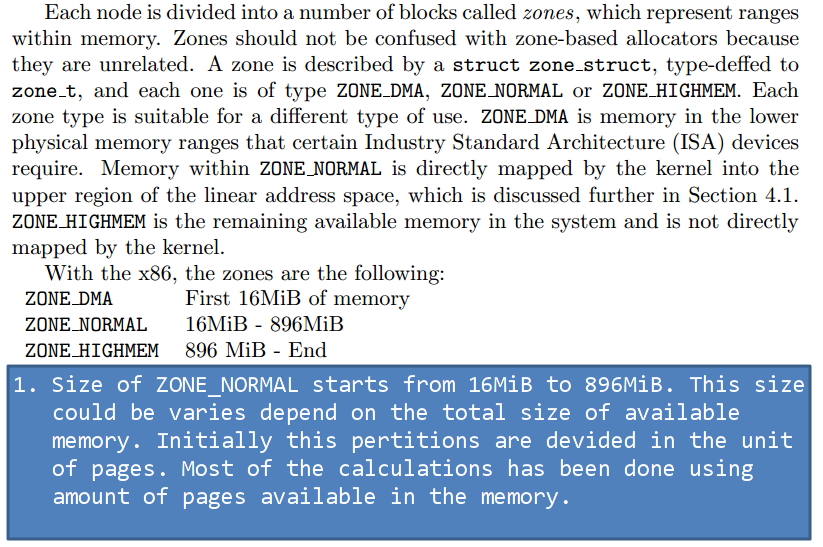 Each node is divided into a number of blocks called zones, which represent ranges
within memory. Zones should not be confused with zone-based allocators because
they are unrelated. A zone is described by a struct zone_struct, type-deffed to
zone_t, and each one is of type ZONE_DMA, ZONE_NORMAL or ZONE_HIGHMEM. Each
zone type is suitable for a different type of use. ZONE_DMA is memory in the lower
physical memory ranges that certain Industry Standard Architecture (ISA) devices
require. Memory within ZONE_NORMAL is directly mapped by the kernel into the
upper region of the linear address space, which is discussed further in Section 4.1.
ZONE_HIGHMEM is the remaining available memory in the system and is not directly
mapped by the kernel.
With the x86, the zones are the following:
ZONE_DMA First 16MiB of memory
ZONE_NORMAL 16MiB - 896MiB
ZONE_HIGHMEM 896 MiB - End
1. Size of ZONE_NORMAL starts from 16MiB to 896MiB. This size
could be varies depend on the total size of available
memory. Initially this pertitions are devided in the unit
of pages. Most of the calculations has been done using
amount of pages available in the memory.